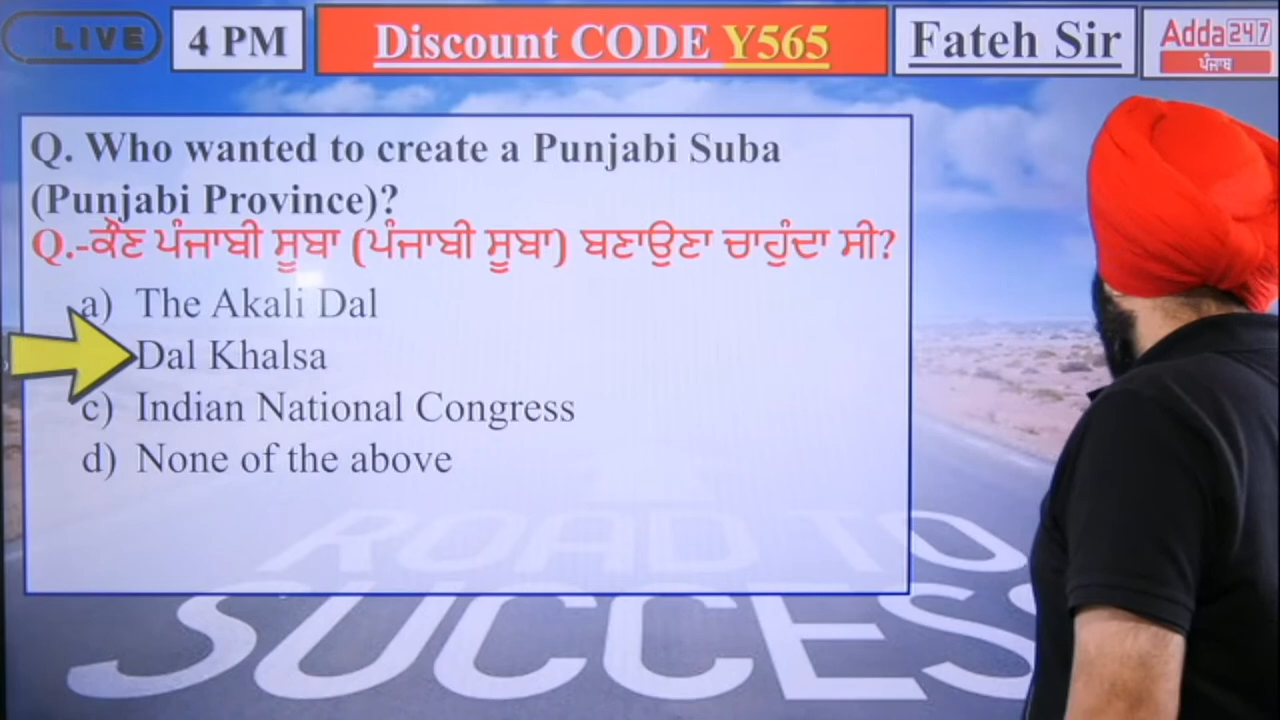 LIVE
4 PM
Discount CODE Y565
Fateh Sir
Adda247
ਪੰਜਾਬ
Q. Who wanted to create a Punjabi Suba
(Punjabi Province)?
Q.-ਕੌਣ ਪੰਜਾਬੀ ਸੂਬਾ (ਪੰਜਾਬੀ ਸੂਬਾ) ਬਣਾਉਣਾ ਚਾਹੁੰਦਾ ਸੀ?
a) The Akali Dal
Dal Khalsa
c) Indian National Congress
d) None of the above
ROAD TO
SUCCESS